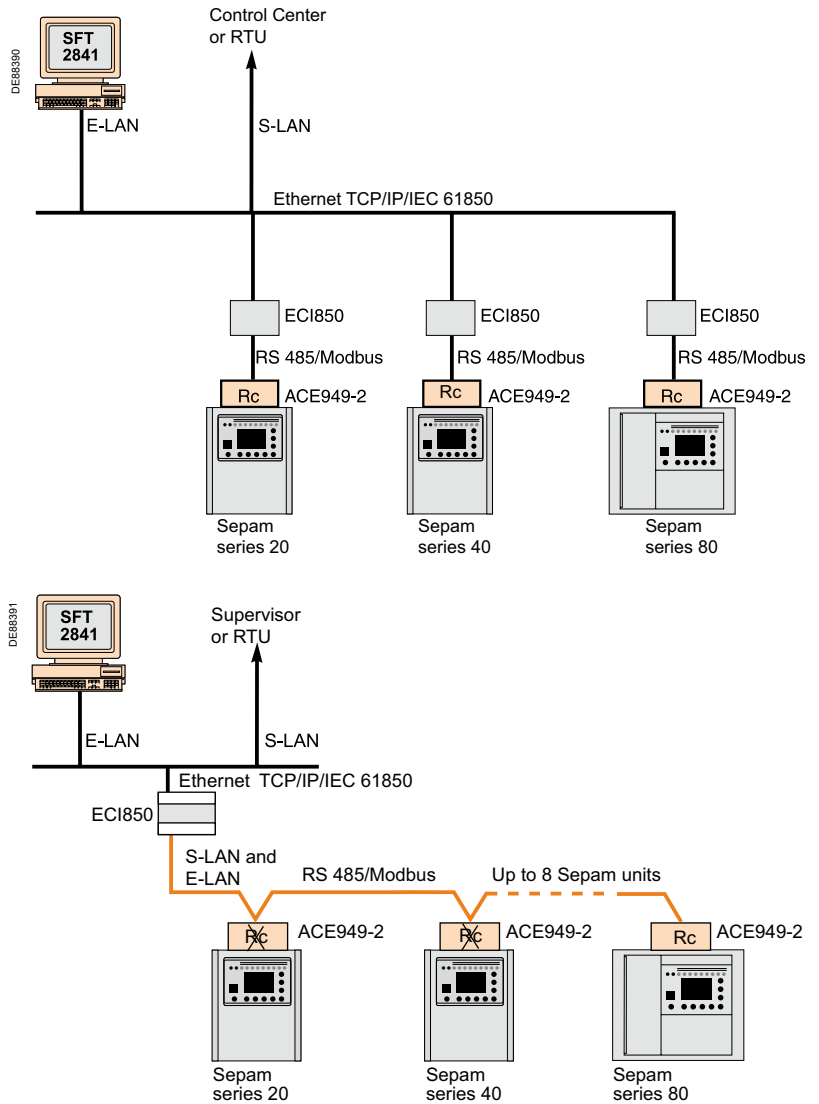 DE88390
SFT
2841
Control Center
or RTU
E-LAN
S-LAN
Ethernet TCP/IP/IEC 61850
ECI850
ECI850
ECI850
RS 485/Modbus
RS 485/Modbus
RS 485/Modbus
Rc
ACE949-2
Rc
ACE949-2
Rc
ACE949-2
Sepam
series 20
Sepam
series 40
Sepam
series 80
DE88391
SFT
2841
Supervisor
or RTU
E-LAN
S-LAN
Ethernet TCP/IP/IEC 61850
ECI850
S-LAN and
E-LAN
RS 485/Modbus
Up to 8 Sepam units
Rc
ACE949-2
Rc
ACE949-2
Rc
ACE949-2
Sepam
series 20
Sepam
series 40
Sepam
series 80